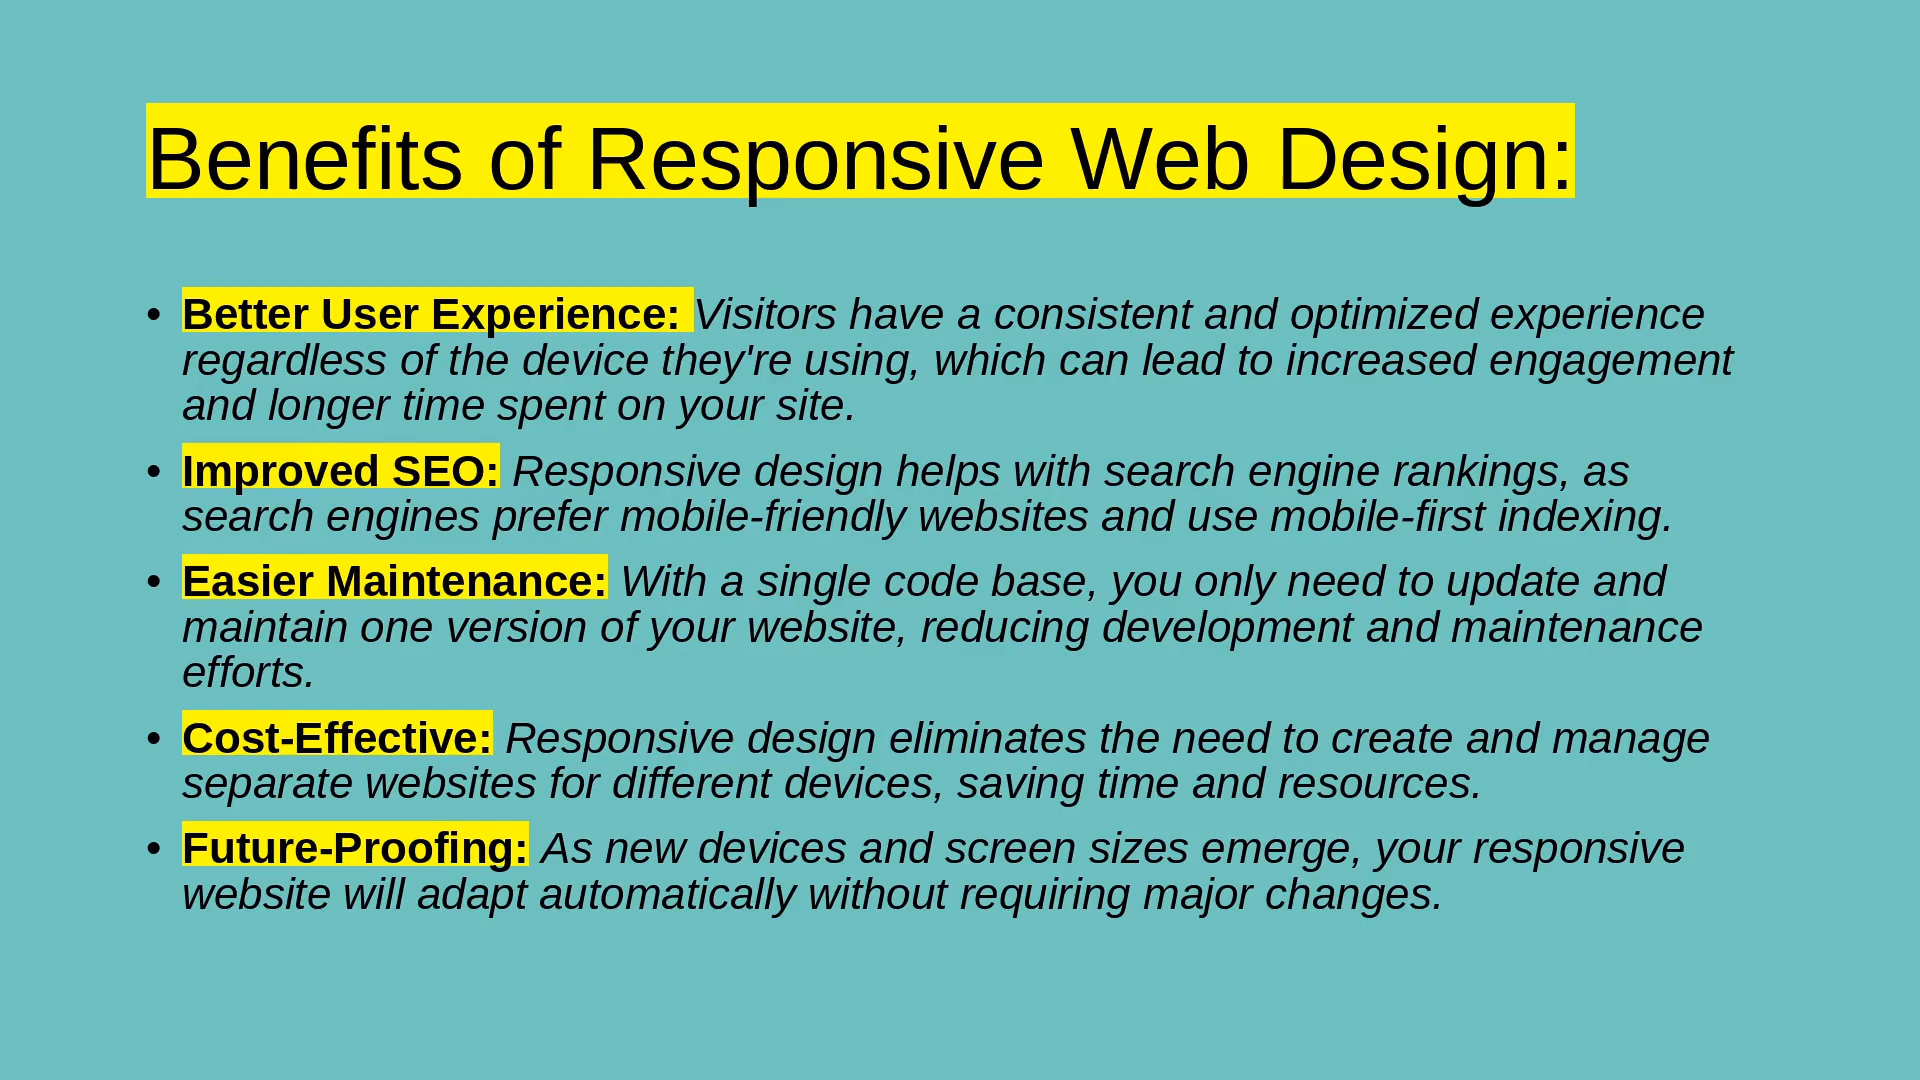 Benefits of Responsive Web Design:
• Better User Experience: Visitors have a consistent and optimized experience
regardless of the device they're using, which can lead to increased engagement
and longer time spent on your site.
• Improved SEO: Responsive design helps with search engine rankings, as
search engines prefer mobile-friendly websites and use mobile-first indexing.
• Easier Maintenance: With a single code base, you only need to update and
maintain one version of your website, reducing development and maintenance
efforts.
• Cost-Effective: Responsive design eliminates the need to create and manage
separate websites for different devices, saving time and resources.
• Future-Proofing: As new devices and screen sizes emerge, your responsive
website will adapt automatically without requiring major changes.